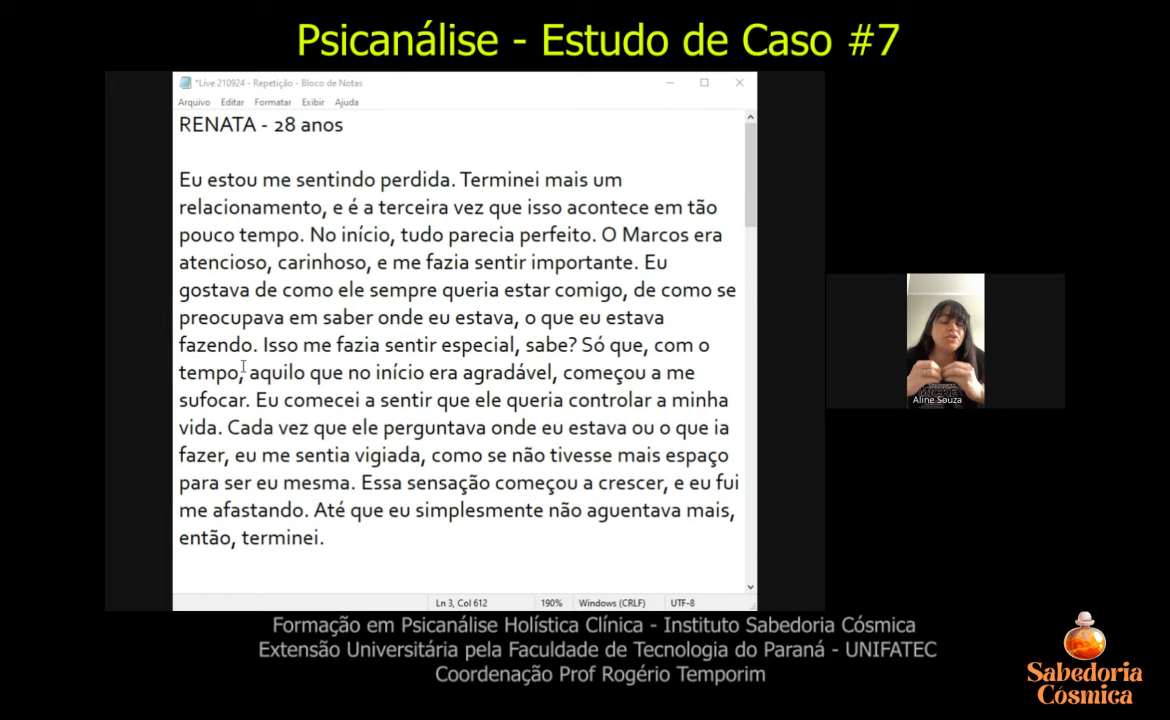 Psicanálise - Estudo de Caso #7
*Live 210924 - Repetição - Bloco de Notas
Arquivo Editar Formatar Exibir Ajuda
RENATA - 28 anos
Eu estou me sentindo perdida. Terminei mais um
relacionamento, e é a terceira vez que isso acontece em tão
pouco tempo. No início, tudo parecia perfeito. O Marcos era
atencioso, carinhoso, e me fazia sentir importante. Eu
gostava de como ele sempre queria estar comigo, de como se
preocupava em saber onde eu estava, o que eu estava
fazendo. Isso me fazia sentir especial, sabe? Só que, com o
tempo, aquilo que no início era agradável, começou a me
sufocar. Eu comecei a sentir que ele queria controlar a minha
vida. Cada vez que ele perguntava onde eu estava ou o que ia
fazer, eu me sentia vigiada, como se não tivesse mais espaço
para ser eu mesma. Essa sensação começou a crescer, e eu fui
me afastando. Até que eu simplesmente não aguentava mais,
então, terminei.
Ln 3, Col 612 190% Windows (CRLF) UTF-8
Aline Souza
Formação em Psicanálise Holística Clínica - Instituto Sabedoria Cósmica
Extensão Universitária pela Faculdade de Tecnologia do Paraná - UNIFATEC
Coordenação Prof Rogério Temporim
Sabedoria
Cósmica